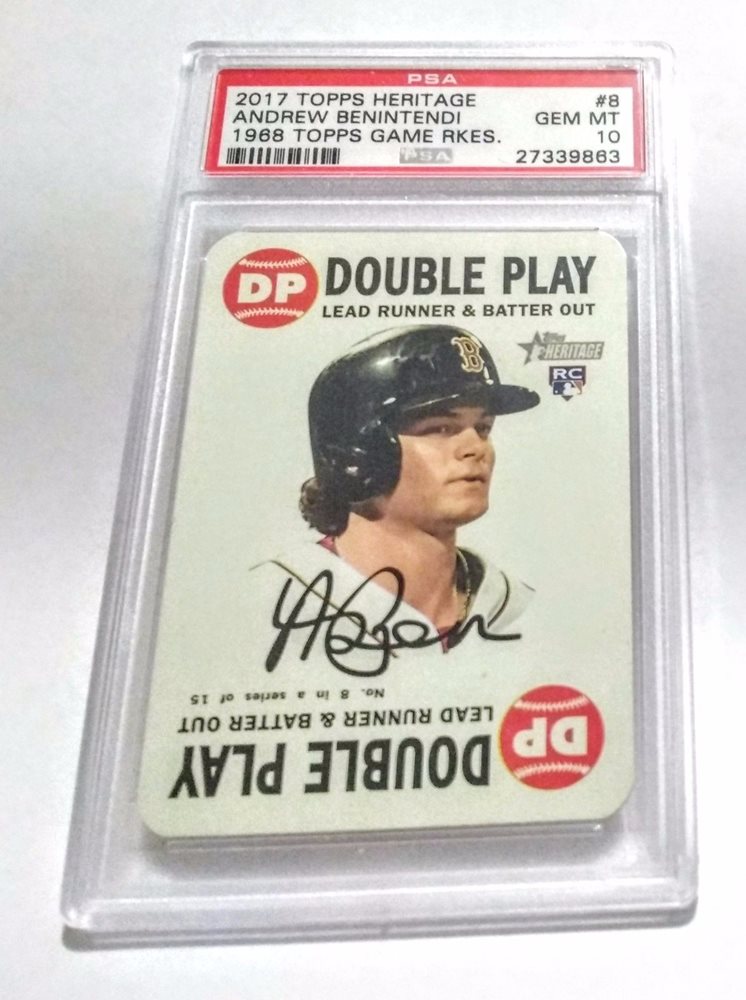 PSA
2017 TOPPS HERITAGE #8
ANDREW BENINTENDI GEM MT
1968 TOPPS GAME RKES. 10
PSA 27339863
DP DOUBLE PLAY
LEAD RUNNER & BATTER OUT
B
Topps
HERITAGE
RC
No. 8 in a series of 15
LEAD RUNNER & BATTER OUT
DP DOUBLE PLAY